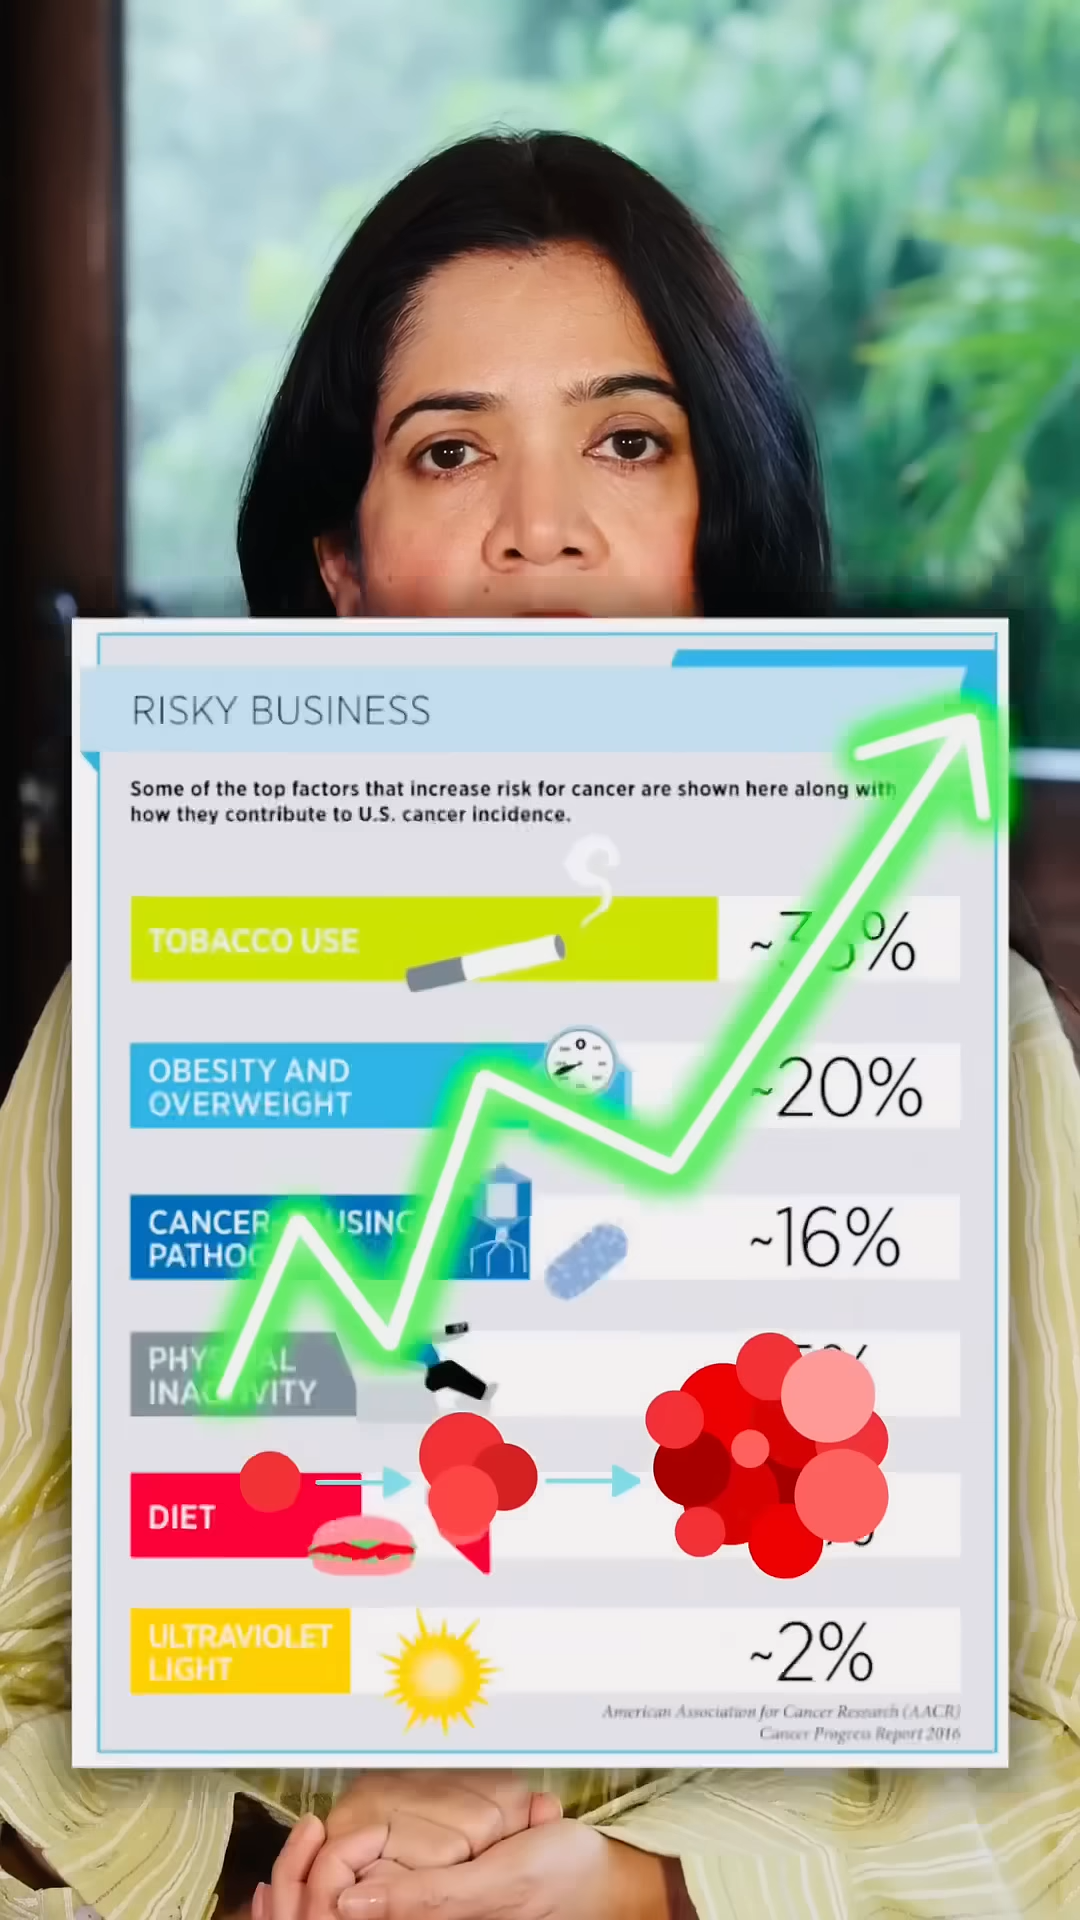 RISKY BUSINESS
Some of the top factors that increase risk for cancer are shown here along with
how they contribute to U.S. cancer incidence.
TOBACCO USE
OBESITY AND
OVERWEIGHT
~20%
~16%
DIET
ULTRAVIOLET
LIGHT
~2%
American Association for Cancer Research (AACR)
Cancer Progress Report 2016